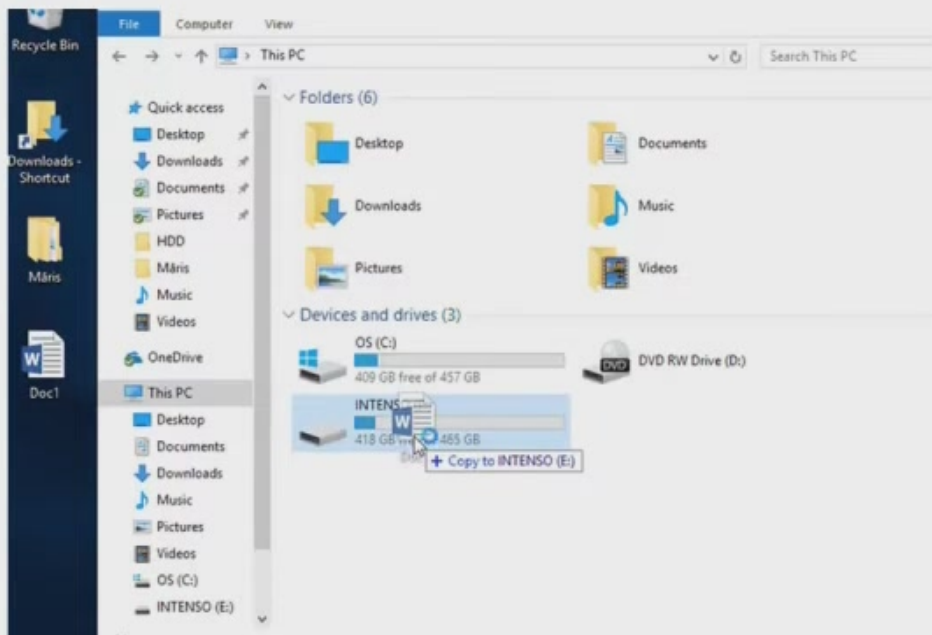 Recycle Bin
Downloads -
Shortcut
Māris
Doc1
File Computer View
This PC
Search This PC
Quick access
Desktop
Downloads
Documents
Pictures
HDD
Māris
Music
Videos
OneDrive
This PC
Desktop
Documents
Downloads
Music
Pictures
Videos
OS (C:)
INTENSO (E:)
Folders (6)
Desktop
Documents
Downloads
Music
Pictures
Videos
Devices and drives (3)
OS (C:)
409 GB free of 457 GB
DVD
DVD RW Drive (D:)
W
418 GB
465 GB
+ Copy to INTENSO (E:)